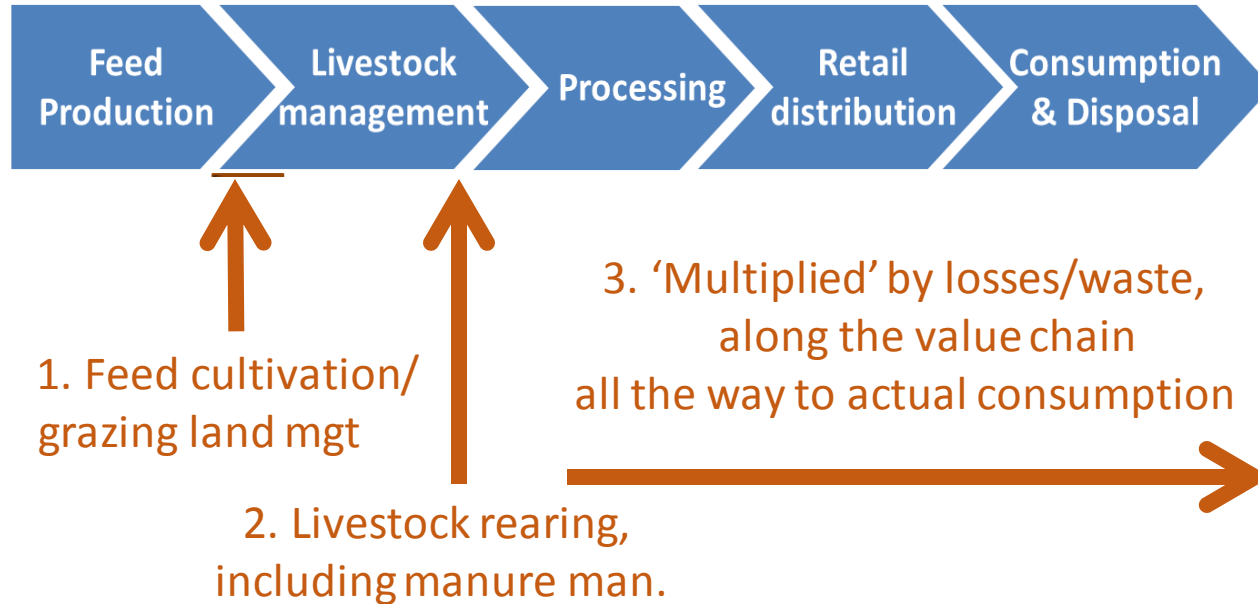 Feed
Production
Livestock
management
Processing
Retail
distribution
Consumption
& Disposal
1. Feed cultivation/
grazing land mgt
2. Livestock rearing,
including manure man.
3. ‘Multiplied’ by losses/waste,
along the value chain
all the way to actual consumption